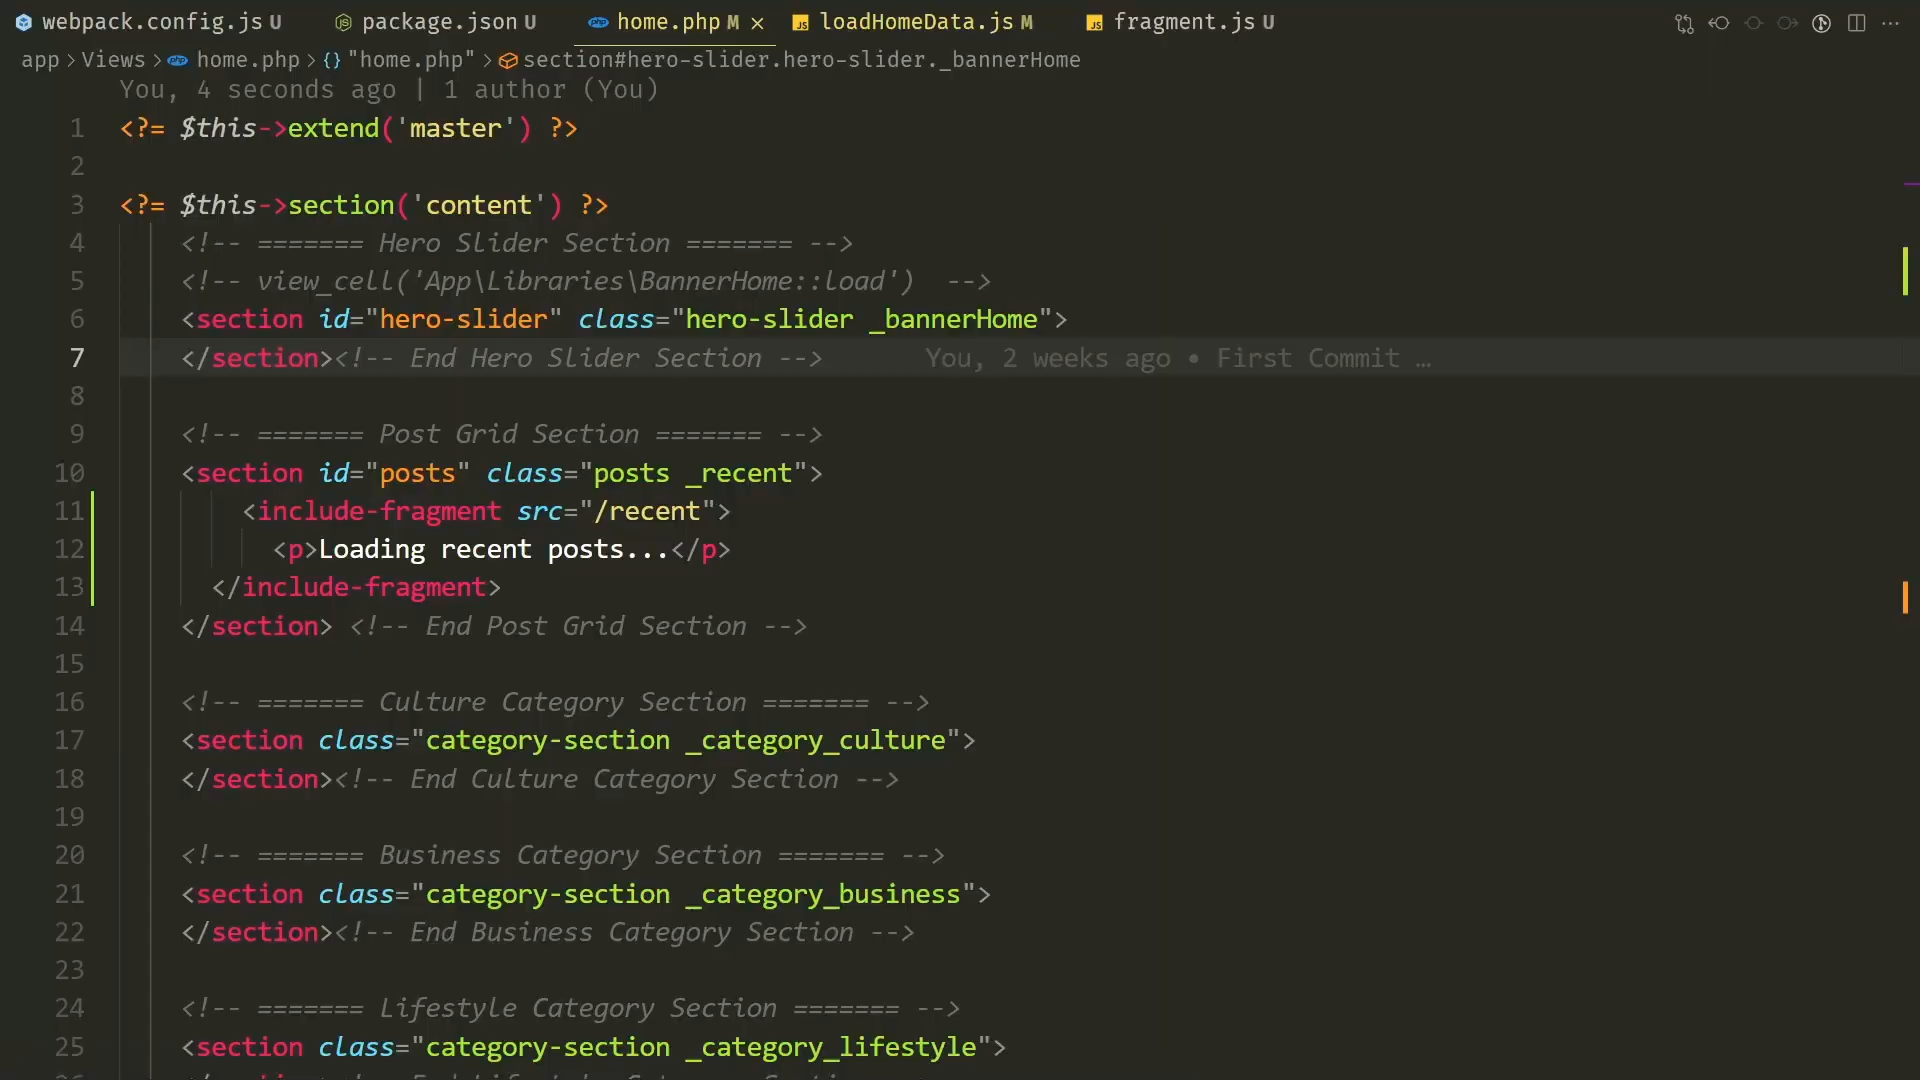 webpack.config.js U package.json U home.php M × loadHomeData.js M fragment.js U
app > Views > home.php > {} "home.php" > section#hero-slider.hero-slider._bannerHome
You, 4 seconds ago | 1 author (You)
1 <?= $this->extend('master') ?>
2
3 <?= $this->section('content') ?>
4 <!-- ======= Hero Slider Section ======= -->
5 <!-- view_cell('App\Libraries\BannerHome::load')  -->
6 <section id="hero-slider" class="hero-slider _bannerHome">
7 </section><!-- End Hero Slider Section --> You, 2 weeks ago • First Commit …
8
9 <!-- ======= Post Grid Section ======= -->
10 <section id="posts" class="posts _recent">
11 <include-fragment src="/recent">
12 <p>Loading recent posts...</p>
13 </include-fragment>
14 </section> <!-- End Post Grid Section -->
15
16 <!-- ======= Culture Category Section ======= -->
17 <section class="category-section _category_culture">
18 </section><!-- End Culture Category Section -->
19
20 <!-- ======= Business Category Section ======= -->
21 <section class="category-section _category_business">
22 </section><!-- End Business Category Section -->
23
24 <!-- ======= Lifestyle Category Section ======= -->
25 <section class="category-section _category_lifestyle">